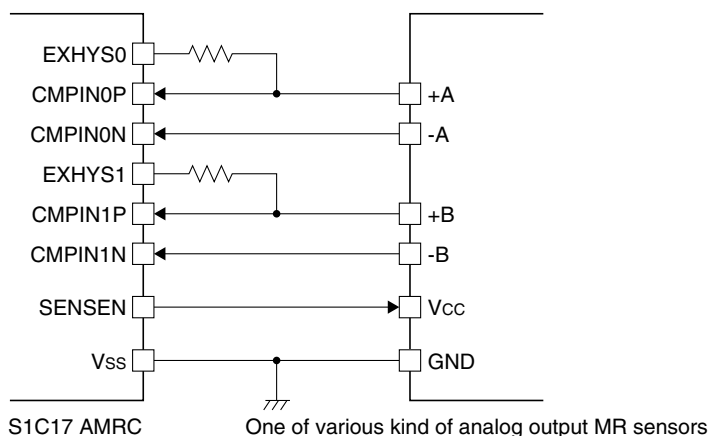 EXHYS0
CMPIN0P +A
CMPIN0N -A
EXHYS1
CMPIN1P +B
CMPIN1N -B
SENSEN VCC
VSS GND
S1C17 AMRC One of various kind of analog output MR sensors